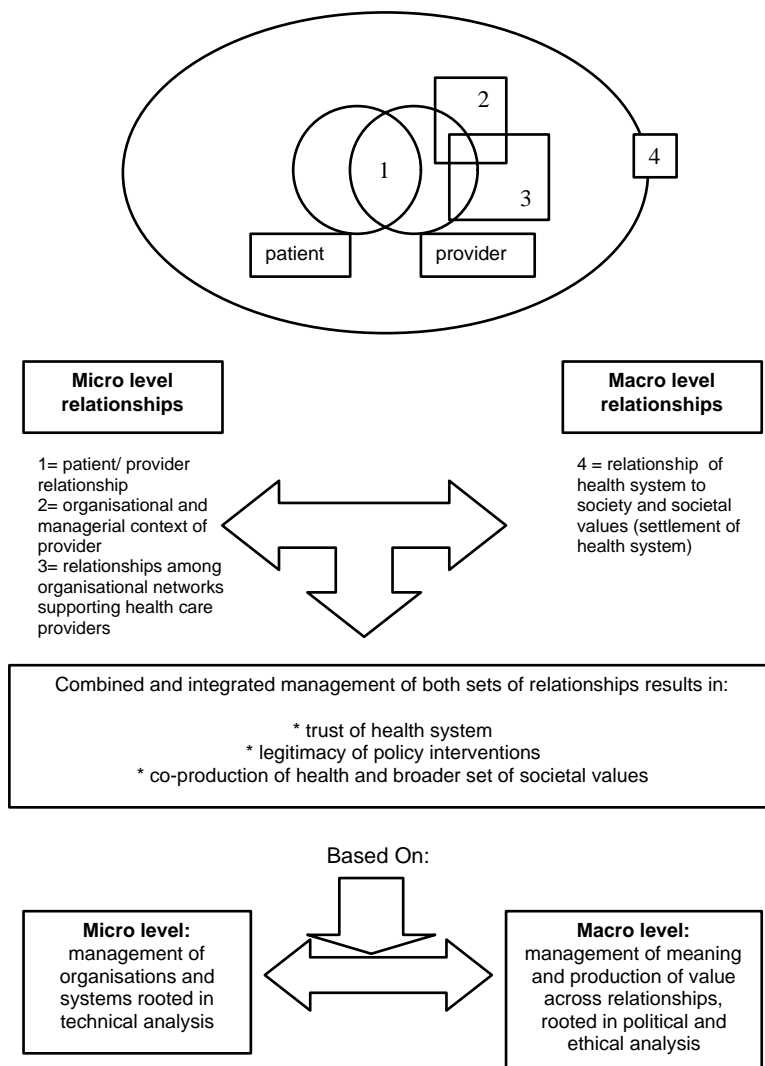 2
1
4
3
patient
provider
Micro level
relationships
Macro level
relationships
1= patient/ provider
relationship
2= organisational and
managerial context of
provider
3= relationships among
organisational networks
supporting health care
providers
4 = relationship of
health system to
society and societal
values (settlement of
health system)
Combined and integrated management of both sets of relationships results in:
* trust of health system
* legitimacy of policy interventions
* co-production of health and broader set of societal values
Based On:
Micro level:
management of
organisations and
systems rooted in
technical analysis
Macro level:
management of meaning
and production of value
across relationships,
rooted in political and
ethical analysis